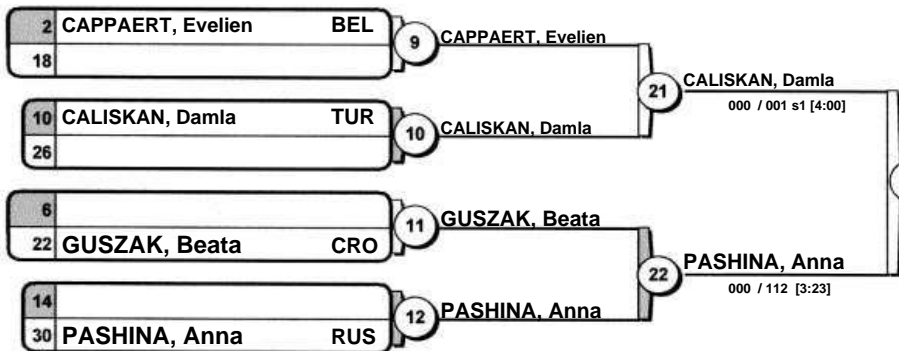 2 CAPPAERT, Evelien BEL
18
9 CAPPAERT, Evelien
10 CALISKAN, Damla TUR
26
10 CALISKAN, Damla
21 CALISKAN, Damla
000 / 001 s1 [4:00]
6
22 GUSZAK, Beata CRO
11 GUSZAK, Beata
14
30 PASHINA, Anna RUS
12 PASHINA, Anna
22 PASHINA, Anna
000 / 112 [3:23]